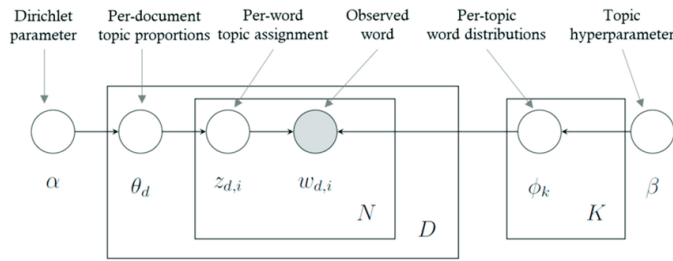 Dirichlet
parameter
Per-document
topic proportions
Per-word
topic assignment
Observed
word
Per-topic
word distributions
Topic
hyperparameter
α
θ_d
z_{d,i}
w_{d,i}
ϕ_k
β
N
D
K